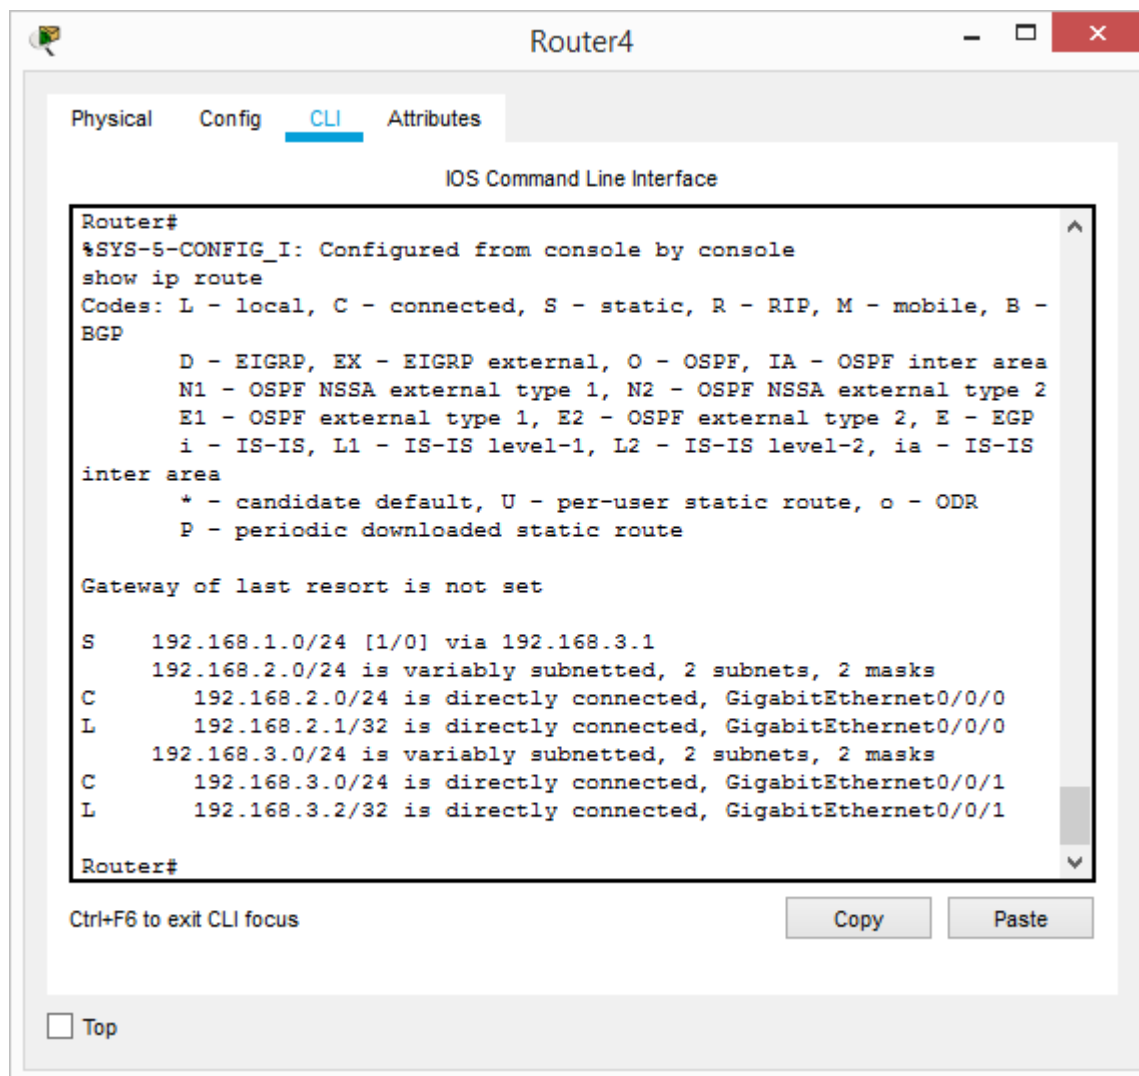 Router4
Physical Config CLI Attributes
IOS Command Line Interface
Router#
%SYS-5-CONFIG_I: Configured from console by console
show ip route
Codes: L - local, C - connected, S - static, R - RIP, M - mobile, B -
BGP
       D - EIGRP, EX - EIGRP external, O - OSPF, IA - OSPF inter area
       N1 - OSPF NSSA external type 1, N2 - OSPF NSSA external type 2
       E1 - OSPF external type 1, E2 - OSPF external type 2, E - EGP
       i - IS-IS, L1 - IS-IS level-1, L2 - IS-IS level-2, ia - IS-IS
inter area
       * - candidate default, U - per-user static route, o - ODR
       P - periodic downloaded static route
Gateway of last resort is not set
S    192.168.1.0/24 [1/0] via 192.168.3.1
     192.168.2.0/24 is variably subnetted, 2 subnets, 2 masks
C       192.168.2.0/24 is directly connected, GigabitEthernet0/0/0
L       192.168.2.1/32 is directly connected, GigabitEthernet0/0/0
     192.168.3.0/24 is variably subnetted, 2 subnets, 2 masks
C       192.168.3.0/24 is directly connected, GigabitEthernet0/0/1
L       192.168.3.2/32 is directly connected, GigabitEthernet0/0/1
Router#
Ctrl+F6 to exit CLI focus Copy Paste
Top